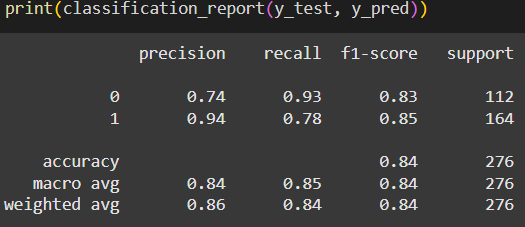 print(classification_report(y_test, y_pred))
precision recall f1-score support
0 0.74 0.93 0.83 112
1 0.94 0.78 0.85 164
accuracy 0.84 276
macro avg 0.84 0.85 0.84 276
weighted avg 0.86 0.84 0.84 276